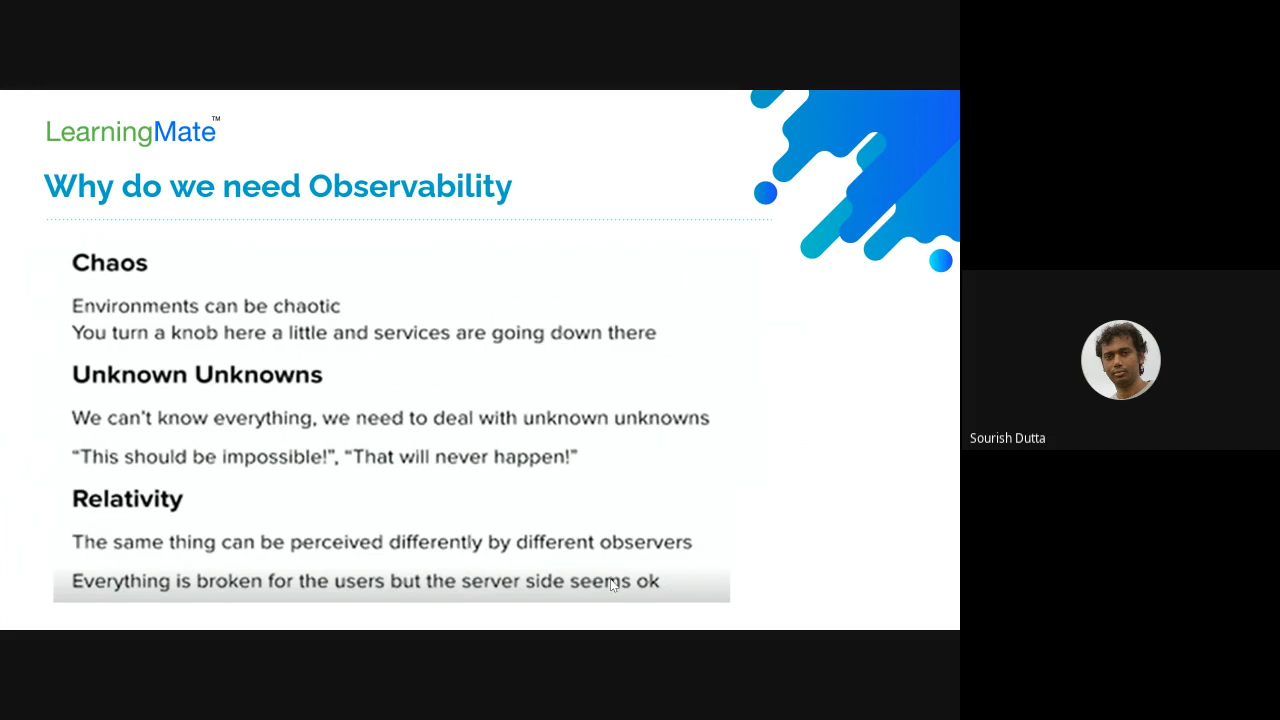 LearningMate™
Why do we need Observability
Chaos
Environments can be chaotic
You turn a knob here a little and services are going down there
Unknown Unknowns
We can't know everything, we need to deal with unknown unknowns
“This should be impossible!”, “That will never happen!”
Relativity
The same thing can be perceived differently by different observers
Everything is broken for the users but the server side seems ok
Sourish Dutta